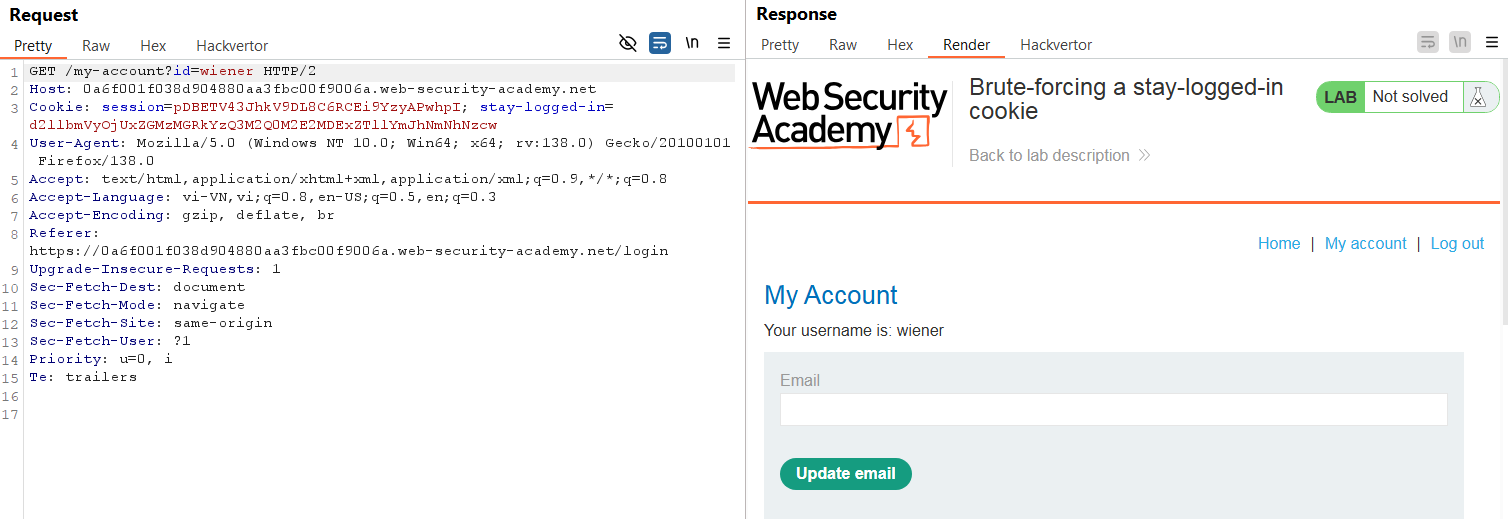 Request
Pretty Raw Hex Hackvertor \n
1 GET /my-account?id=wiener HTTP/2
2 Host: 0a6f001f038d904880aa3fbc00f9006a.web-security-academy.net
3 Cookie: session=pDBETV43JhkV9DL8C6RCEi9YzyAPwhpI; stay-logged-in=
d2llbmVyOjUxZGMzMGRkYzQ3M2Q0M2E2MDExZTllYmJhNmNhNzcw
4 User-Agent: Mozilla/5.0 (Windows NT 10.0; Win64; x64; rv:138.0) Gecko/20100101
Firefox/138.0
5 Accept: text/html,application/xhtml+xml,application/xml;q=0.9,*/*;q=0.8
6 Accept-Language: vi-VN,vi;q=0.8,en-US;q=0.5,en;q=0.3
7 Accept-Encoding: gzip, deflate, br
8 Referer:
https://0a6f001f038d904880aa3fbc00f9006a.web-security-academy.net/login
9 Upgrade-Insecure-Requests: 1
10 Sec-Fetch-Dest: document
11 Sec-Fetch-Mode: navigate
12 Sec-Fetch-Site: same-origin
13 Sec-Fetch-User: ?1
14 Priority: u=0, i
15 Te: trailers
16
17
Response
Pretty Raw Hex Render Hackvertor \n
Web Security
Academy
Brute-forcing a stay-logged-in
cookie
Back to lab description
LAB Not solved
Home | My account | Log out
My Account
Your username is: wiener
Email
Update email